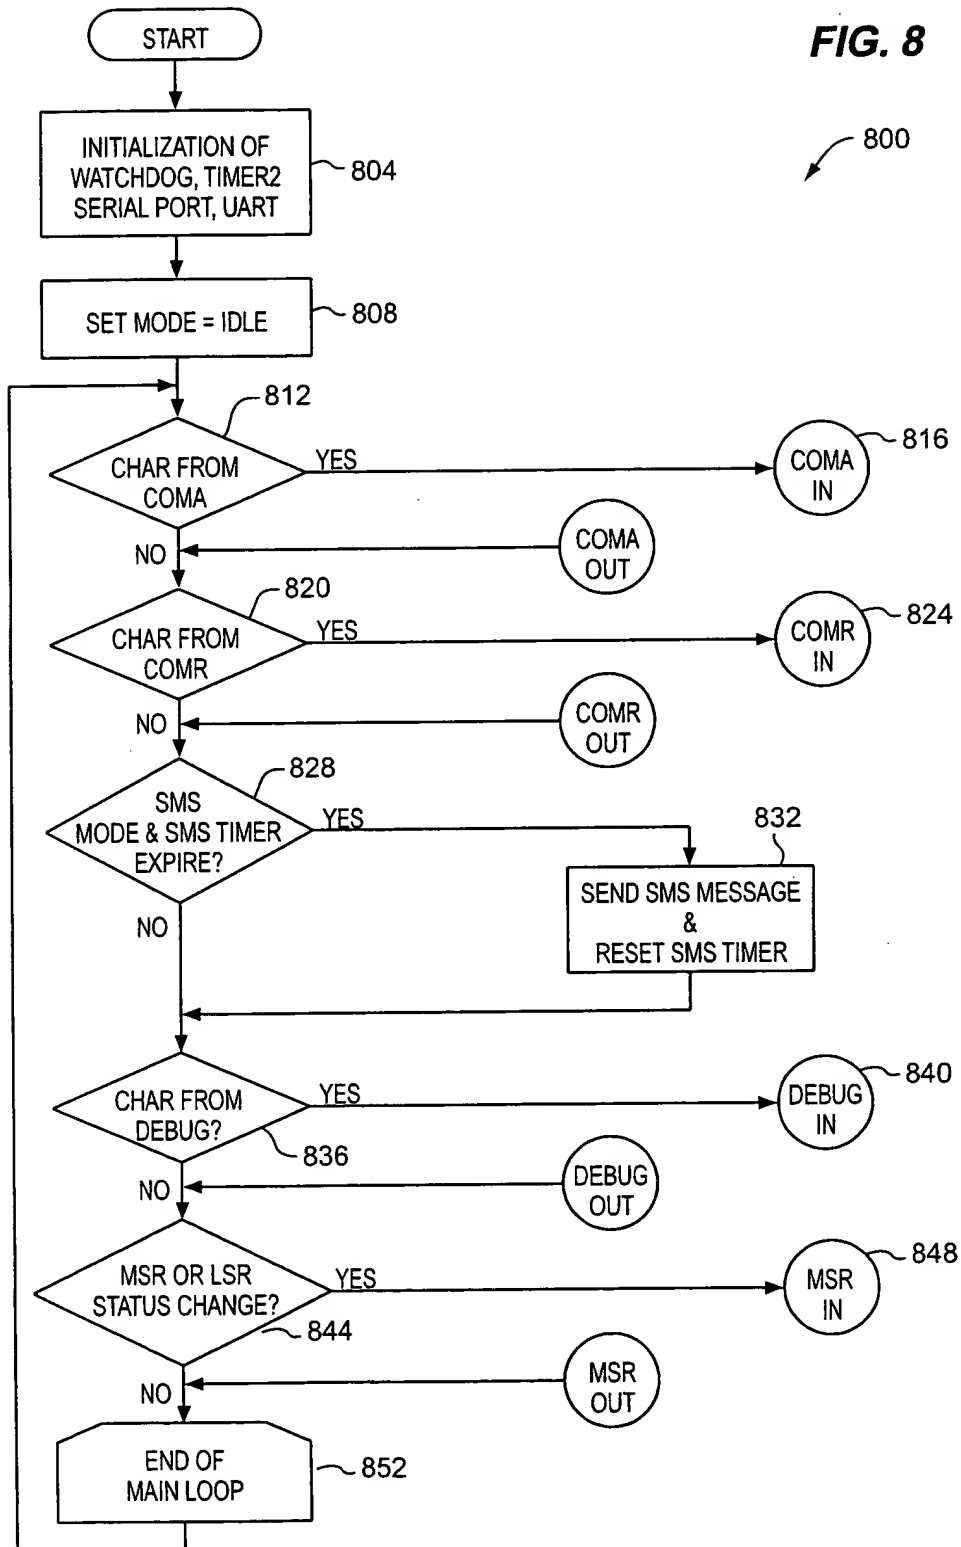 START
FIG. 8
800
INITIALIZATION OF
WATCHDOG, TIMER2
SERIAL PORT, UART
804
SET MODE = IDLE
808
812
CHAR FROM
COMA
YES
COMA
IN
816
NO
COMA
OUT
820
CHAR FROM
COMR
YES
COMR
IN
824
NO
COMR
OUT
828
SMS
MODE & SMS TIMER
EXPIRE?
YES
832
SEND SMS MESSAGE
&
RESET SMS TIMER
NO
CHAR FROM
DEBUG?
836
YES
DEBUG
IN
840
NO
DEBUG
OUT
MSR OR LSR
STATUS CHANGE?
844
YES
MSR
IN
848
NO
MSR
OUT
END OF
MAIN LOOP
852